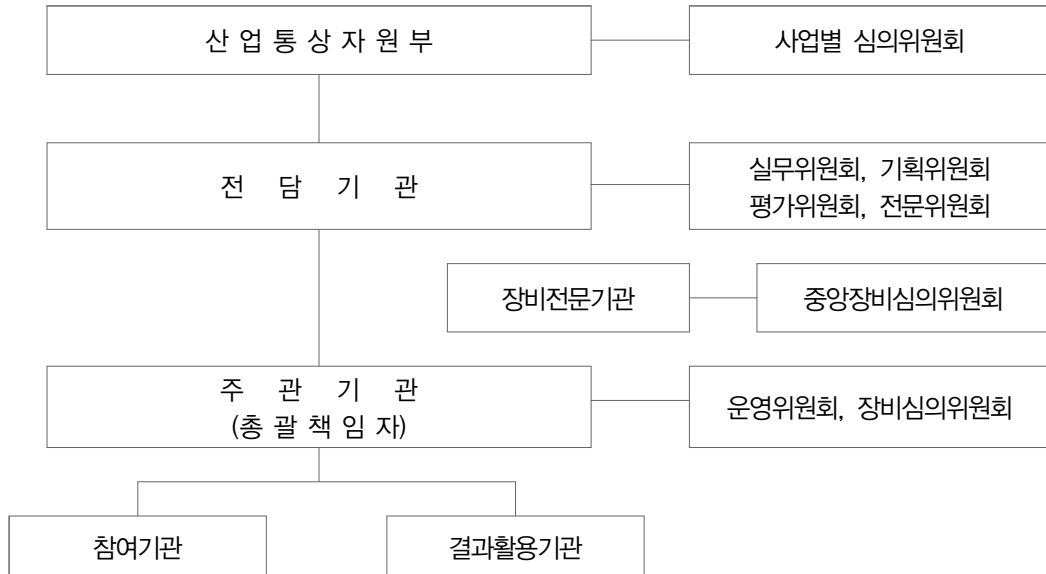 산 업 통 상 자 원 부
사업별 심의위원회
전 담 기 관
실무위원회, 기획위원회
평가위원회, 전문위원회
장비전문기관
중앙장비심의위원회
주 관 기 관
(총 괄 책 임 자)
운영위원회, 장비심의위원회
참여기관
결과활용기관